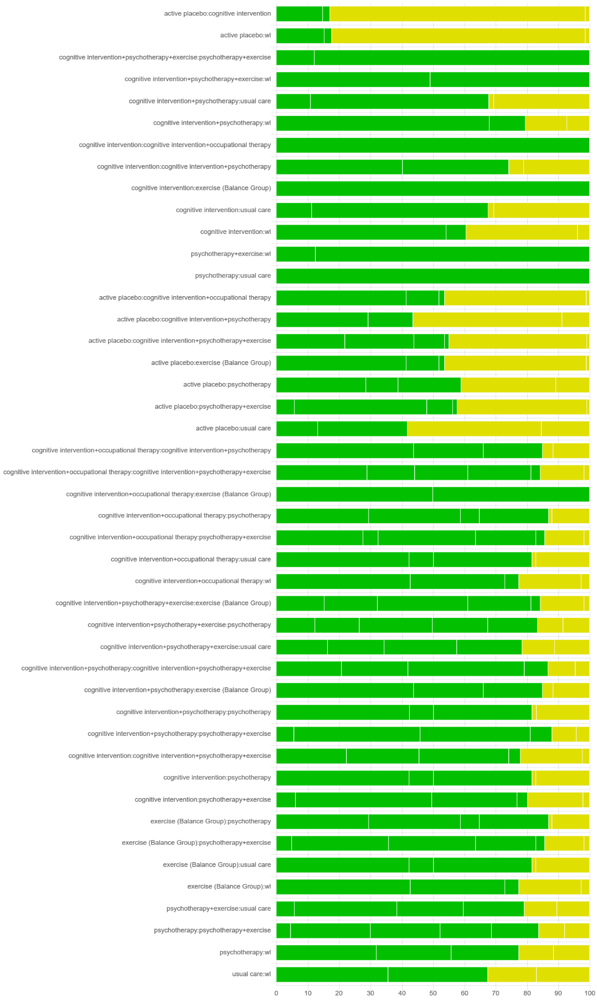 active placebo:cognitive intervention
active placebo:wl
cognitive intervention+psychotherapy+exercise:psychotherapy+exercise
cognitive intervention+psychotherapy+exercise:wl
cognitive intervention+psychotherapy:usual care
cognitive intervention+psychotherapy:wl
cognitive intervention:cognitive intervention+occupational therapy
cognitive intervention:cognitive intervention+psychotherapy
cognitive intervention:exercise (Balance Group)
cognitive intervention:usual care
cognitive intervention:wl
psychotherapy+exercise:wl
psychotherapy:usual care
active placebo:cognitive intervention+occupational therapy
active placebo:cognitive intervention+psychotherapy
active placebo:cognitive intervention+psychotherapy+exercise
active placebo:exercise (Balance Group)
active placebo:psychotherapy
active placebo:psychotherapy+exercise
active placebo:usual care
cognitive intervention+occupational therapy:cognitive intervention+psychotherapy
cognitive intervention+occupational therapy:cognitive intervention+psychotherapy+exercise
cognitive intervention+occupational therapy:exercise (Balance Group)
cognitive intervention+occupational therapy:psychotherapy
cognitive intervention+occupational therapy:psychotherapy+exercise
cognitive intervention+occupational therapy:usual care
cognitive intervention+occupational therapy:wl
cognitive intervention+psychotherapy+exercise:exercise (Balance Group)
cognitive intervention+psychotherapy+exercise:psychotherapy
cognitive intervention+psychotherapy+exercise:usual care
cognitive intervention+psychotherapy:cognitive intervention+psychotherapy+exercise
cognitive intervention+psychotherapy:exercise (Balance Group)
cognitive intervention+psychotherapy:psychotherapy
cognitive intervention+psychotherapy:psychotherapy+exercise
cognitive intervention:cognitive intervention+psychotherapy+exercise
cognitive intervention:psychotherapy
cognitive intervention:psychotherapy+exercise
exercise (Balance Group):psychotherapy
exercise (Balance Group):psychotherapy+exercise
exercise (Balance Group):usual care
exercise (Balance Group):wl
psychotherapy+exercise:usual care
psychotherapy:psychotherapy+exercise
psychotherapy:wl
usual care:wl
0 10 20 30 40 50 60 70 80 90 100